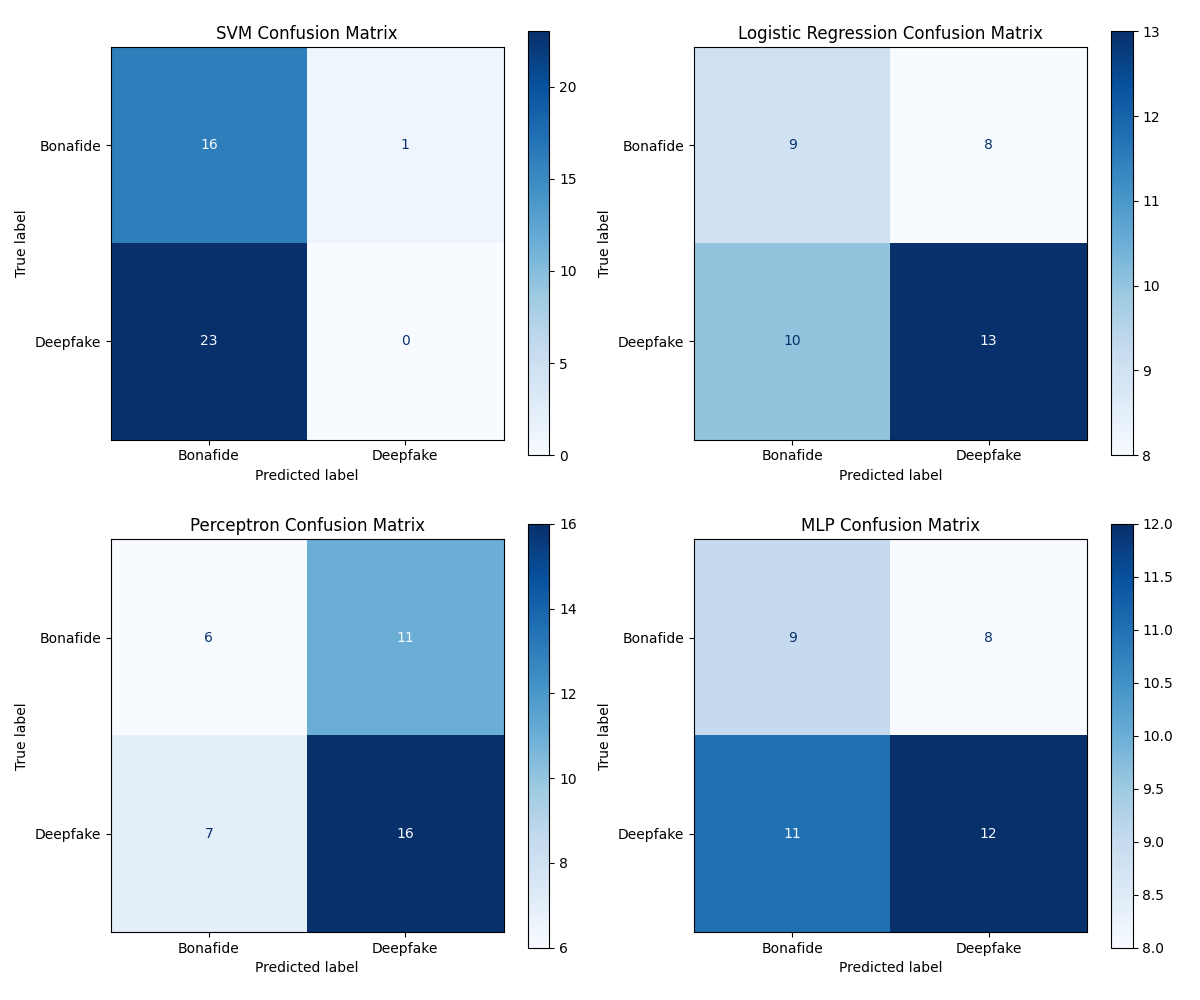 SVM Confusion Matrix
Bonafide
Deepfake
True label
16
1
23
0
Bonafide
Deepfake
Predicted label
20
15
10
5
0
Logistic Regression Confusion Matrix
Bonafide
Deepfake
True label
9
8
10
13
Bonafide
Deepfake
Predicted label
13
12
11
10
9
8
Perceptron Confusion Matrix
Bonafide
Deepfake
True label
6
11
7
16
Bonafide
Deepfake
Predicted label
16
14
12
10
8
6
MLP Confusion Matrix
Bonafide
Deepfake
True label
9
8
11
12
Bonafide
Deepfake
Predicted label
12.0
11.5
11.0
10.5
10.0
9.5
9.0
8.5
8.0